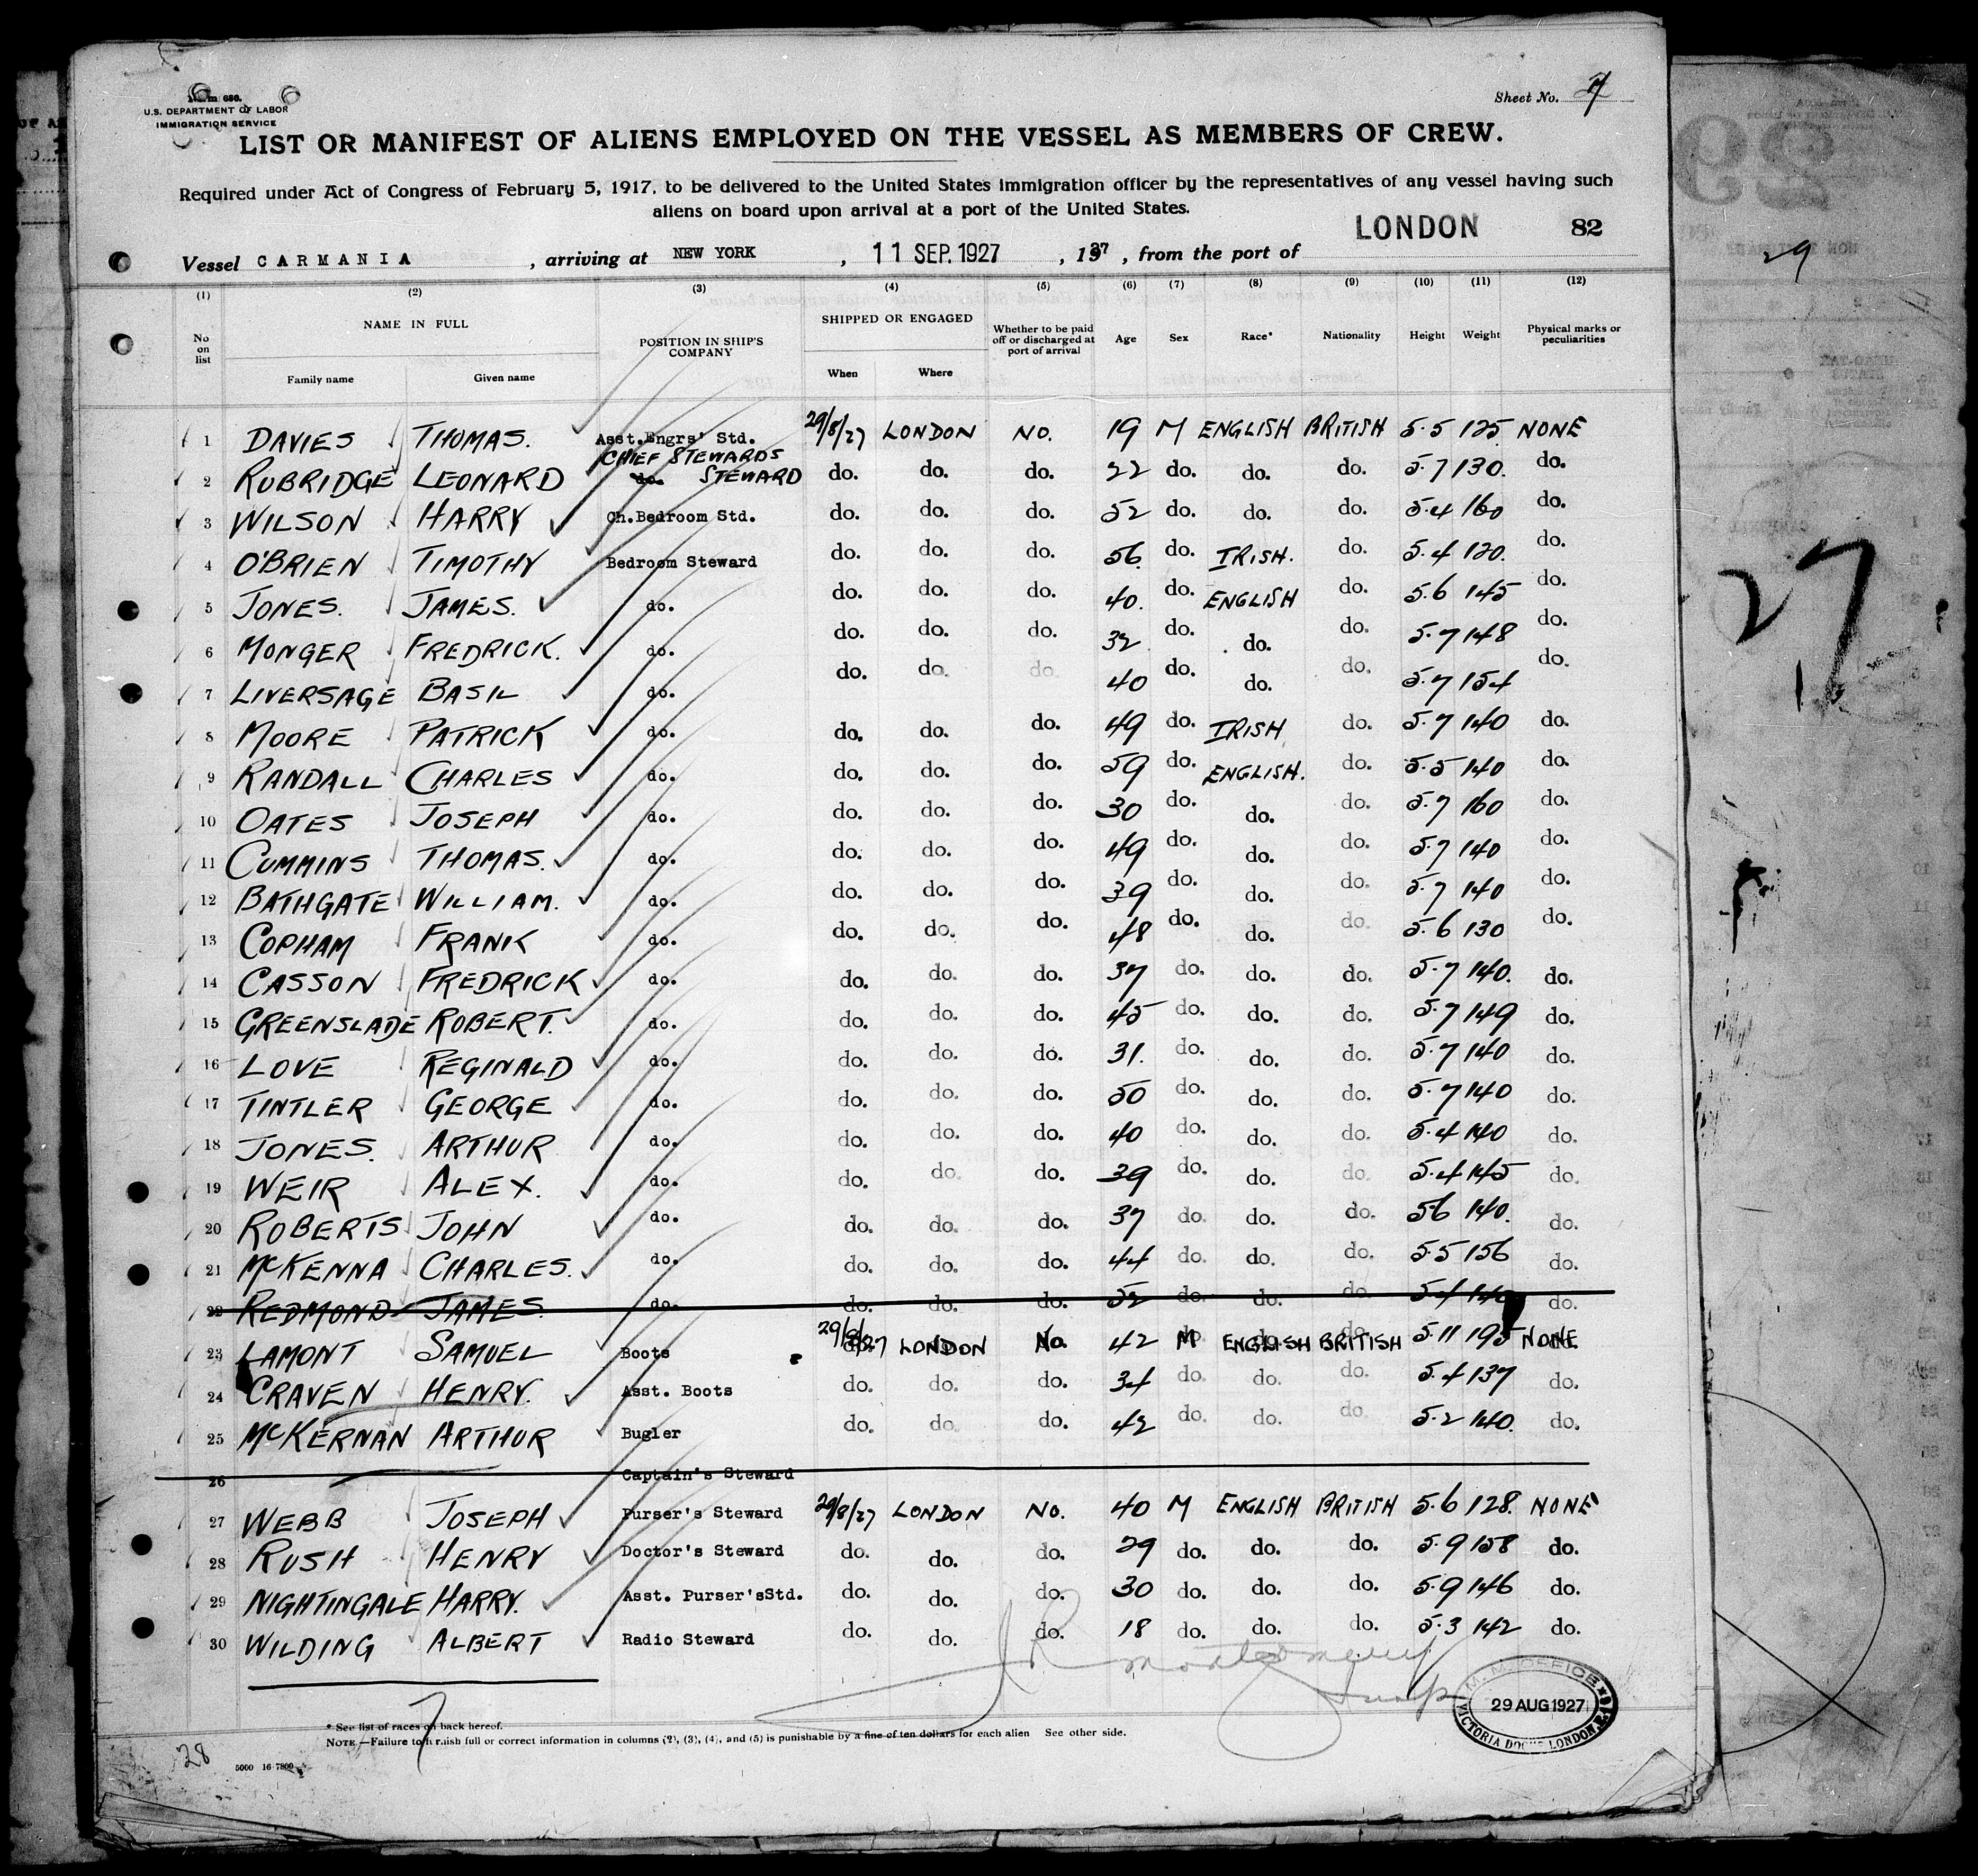 Form 680.
U.S. DEPARTMENT OF LABOR
IMMIGRATION SERVICE
Sheet No.
LIST OR MANIFEST OF ALIENS EMPLOYED ON THE VESSEL AS MEMBERS OF CREW.
Required under Act of Congress of February 5, 1917, to be delivered to the United States immigration officer by the representatives of any vessel having such
aliens on board upon arrival at a port of the United States.
LONDON 82
Vessel CARMANIA , arriving at NEW YORK , 11 SEP. 1927 , 1927 , from the port of
(1) (2) (3) (4) (5) (6) (7) (8) (9) (10) (11) (12)
No on list NAME IN FULL POSITION IN SHIP'S COMPANY SHIPPED OR ENGAGED Whether to be paid off or discharged at port of arrival Age Sex Race* Nationality Height Weight Physical marks or peculiarities
Family name Given name When Where
1 DAVIES THOMAS. Asst.Engrs' Std. 29/8/27 LONDON NO. 19 M ENGLISH BRITISH 5.5 125 NONE
CHIEF STEWARDS
2 RUBRIDGE LEONARD do. STEWARD do. do. do. 22 do. do. do. 5.7 130. do.
3 WILSON HARRY Ch.Bedroom Std. do. do. do. 52 do. do. do. 5.4 160 do.
4 O'BRIEN TIMOTHY Bedroom Steward do. do. do. 56 do. IRISH. do. 5.4 120. do.
5 JONES. JAMES. do. do. do. do. 40. do. ENGLISH do. 5.6 145 do.
6 MONGER FREDRICK. do. do. do. do. 32 do. do. do. 5.7 148 do.
7 LIVERSAGE BASIL do. do. do. do. 40 do. do. do. 5.7 154 do.
8 MOORE PATRICK do. do. do. do. 49 do. IRISH do. 5.7 140 do.
9 RANDALL CHARLES do. do. do. do. 59 do. ENGLISH. do. 5.5 140 do.
10 OATES JOSEPH do. do. do. do. 30 do. do. do. 5.7 160 do.
11 CUMMINS THOMAS. do. do. do. do. 49 do. do. do. 5.7 140 do.
12 BATHGATE WILLIAM. do. do. do. do. 39 do. do. do. 5.7 140 do.
13 COPHAM FRANK do. do. do. do. 48 do. do. do. 5.6 130 do.
14 CASSON FREDRICK do. do. do. do. 37 do. do. do. 5.7 140. do.
15 GREENSLADE ROBERT. do. do. do. do. 45 do. do. do. 5.7 149 do.
16 LOVE REGINALD do. do. do. do. 31. do. do. do. 5.7 140 do.
17 TINTLER GEORGE do. do. do. do. 50 do. do. do. 5.7 140 do.
18 JONES. ARTHUR do. do. do. do. 40 do. do. do. 5.4 140 do.
19 WEIR ALEX. do. do. do. do. 39 do. do. do. 5.4 145 do.
20 ROBERTS JOHN do. do. do. do. 37 do. do. do. 5.6 140. do.
21 McKENNA CHARLES. do. do. do. do. 44 do. do. do. 5.5 156 do.
22 REDMOND JAMES. do. do. do. do. 52 do. do. do. 5.4 140 do.
23 LAMONT SAMUEL Boots 29/8/27 LONDON No. 42 M ENGLISH BRITISH 5.11 195 NONE
24 CRAVEN HENRY. Asst. Boots do. do. do. 34 do. do. do. 5.4 137 do.
25 McKERNAN ARTHUR Bugler do. do. do. 42 do. do. do. 5.2 140. do.
26 Captain's Steward
27 WEBB JOSEPH Purser's Steward 29/8/27 LONDON NO. 40 M ENGLISH BRITISH 5.6 128. NONE
28 RUSH HENRY Doctor's Steward do. do. do. 29 do. do. do. 5.9 158 do.
29 NIGHTINGALE HARRY. Asst. Purser'sStd. do. do. do. 30 do. do. do. 5.9 146 do.
30 WILDING ALBERT Radio Steward do. do. do. 18 do. do. do. 5.3 142 do.
JR Montgomery
M. M. OFFICE
29 AUG 1927
VICTORIA DOCKS LONDON, E.16
7
* See list of races on back hereof.
NOTE.—Failure to furnish full or correct information in columns (2), (3), (4), and (5) is punishable by a fine of ten dollars for each alien See other side.
28
29
27